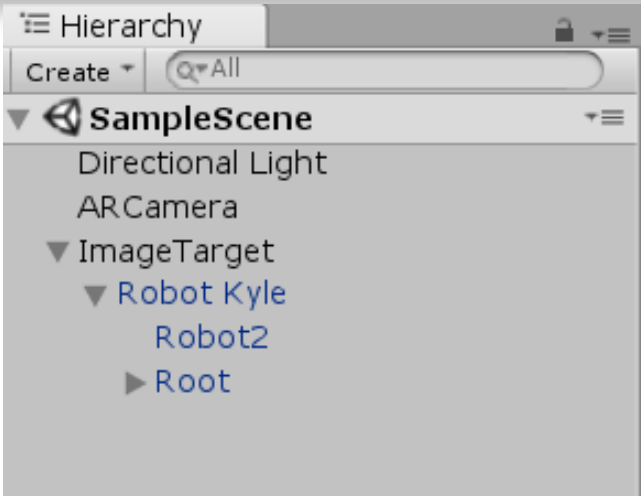 Hierarchy
Create All
SampleScene
Directional Light
ARCamera
ImageTarget
Robot Kyle
Robot2
Root